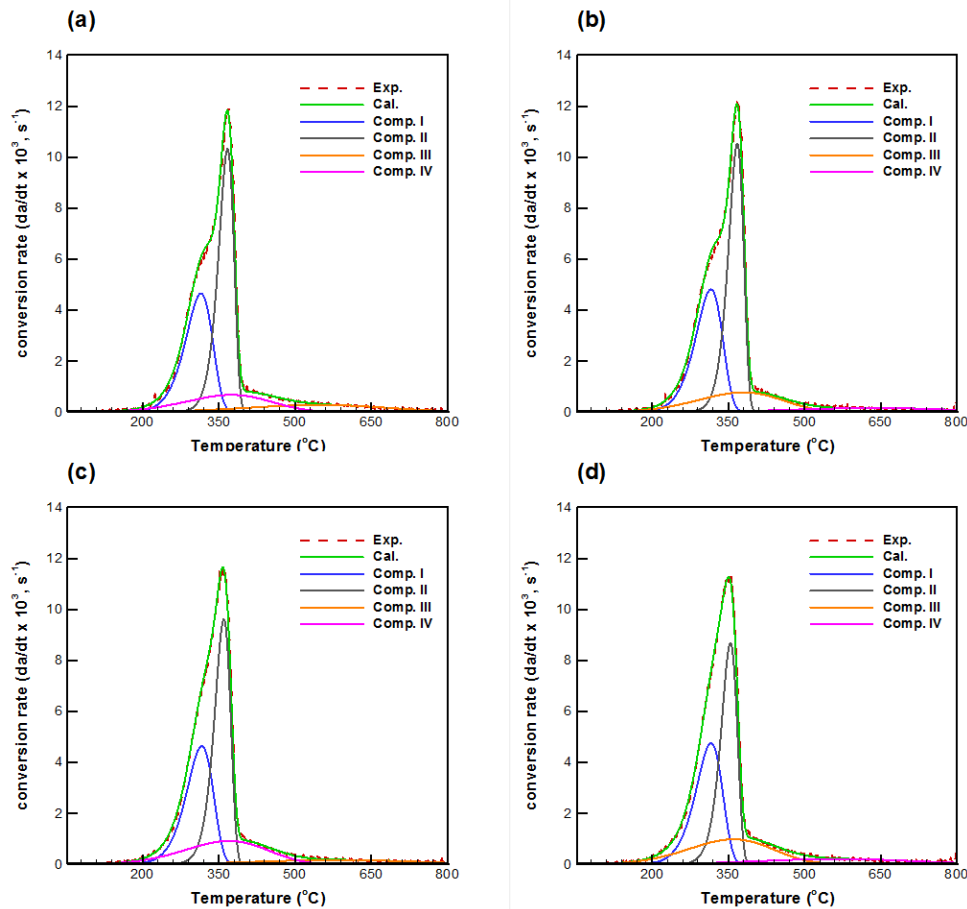 (a)
14
12
10
8
6
4
2
0
conversion rate (da/dt x 10³, s⁻¹)
Exp.
Cal.
Comp. I
Comp. II
Comp. III
Comp. IV
200
350
500
650
800
Temperature (°C)
(b)
14
12
10
8
6
4
2
0
conversion rate (da/dt x 10³, s⁻¹)
Exp.
Cal.
Comp. I
Comp. II
Comp. III
Comp. IV
200
350
500
650
800
Temperature (°C)
(c)
14
12
10
8
6
4
2
0
conversion rate (da/dt x 10³, s⁻¹)
Exp.
Cal.
Comp. I
Comp. II
Comp. III
Comp. IV
200
350
500
650
800
Temperature (°C)
(d)
14
12
10
8
6
4
2
0
conversion rate (da/dt x 10³, s⁻¹)
Exp.
Cal.
Comp. I
Comp. II
Comp. III
Comp. IV
200
350
500
650
800
Temperature (°C)